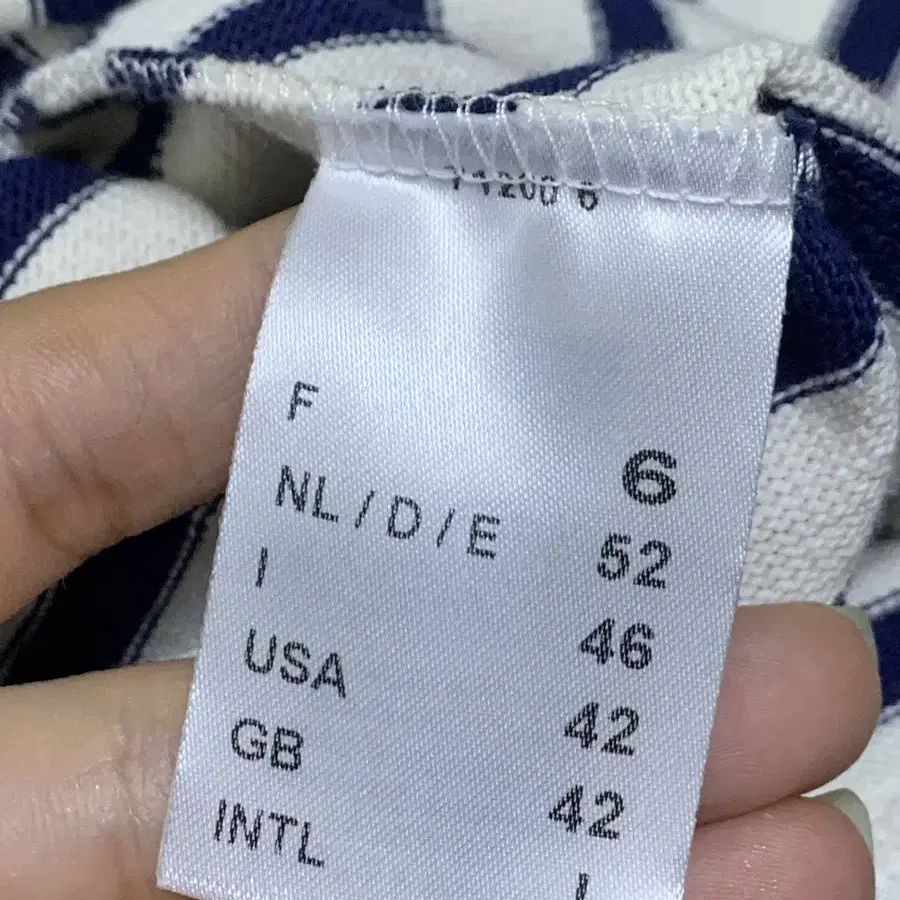 F 6
NL / D / E 52
I 46
USA 42
GB 42
INTL